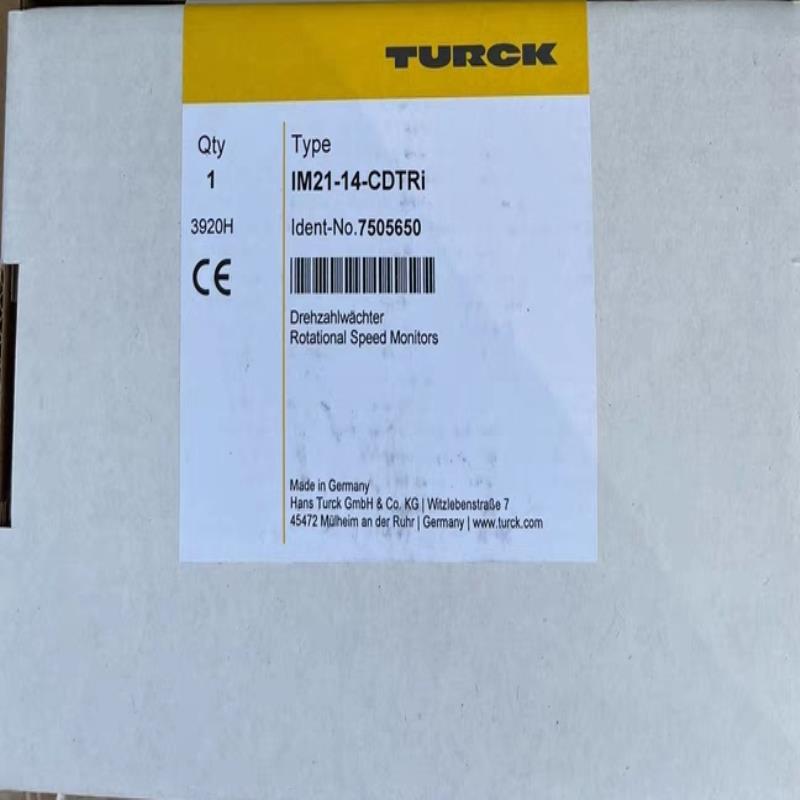 TURCK
Qty
1
3920H
CE
Type
IM21-14-CDTRi
Ident-No.7505650
Drehzahlwächter
Rotational Speed Monitors
Made in Germany
Hans Turck GmbH & Co. KG | Witzlebenstraße 7
45472 Mülheim an der Ruhr | Germany | www.turck.com